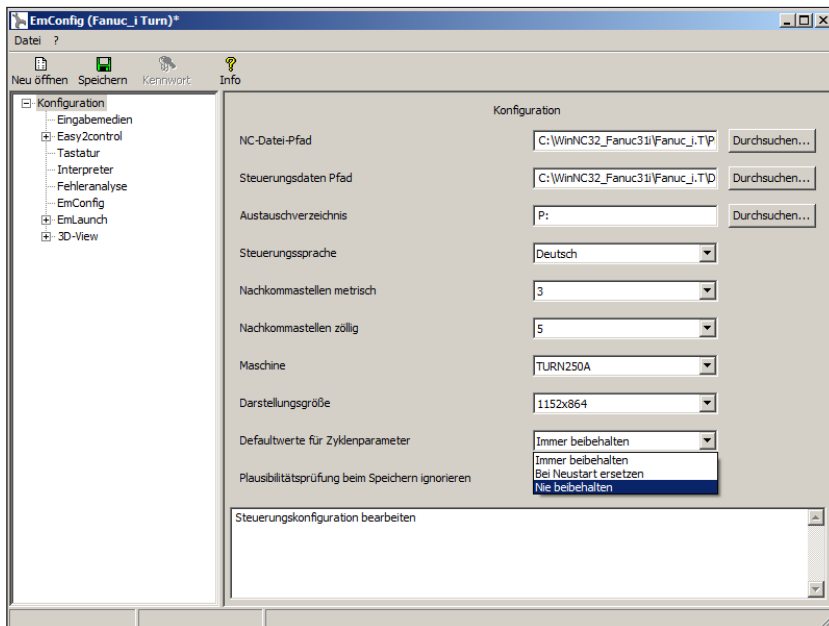 EmConfig (Fanuc_i Turn)*
Datei ?
Neu öffnen Speichern Kennwort Info
Konfiguration
Eingabemedien
Easy2control
Tastatur
Interpreter
Fehleranalyse
EmConfig
EmLaunch
3D-View
Konfiguration
NC-Datei-Pfad C:\WinNC32_Fanuc31i\Fanuc_i.T\P Durchsuchen...
Steuerungsdaten Pfad C:\WinNC32_Fanuc31i\Fanuc_i.T\D Durchsuchen...
Austauschverzeichnis P: Durchsuchen...
Steuerungssprache Deutsch
Nachkommastellen metrisch 3
Nachkommastellen zöllig 5
Maschine TURN250A
Darstellungsgröße 1152x864
Defaultwerte für Zyklenparameter Immer beibehalten
Immer beibehalten
Bei Neustart ersetzen
Plausibilitätsprüfung beim Speichern ignorieren
Nie beibehalten
Steuerungskonfiguration bearbeiten